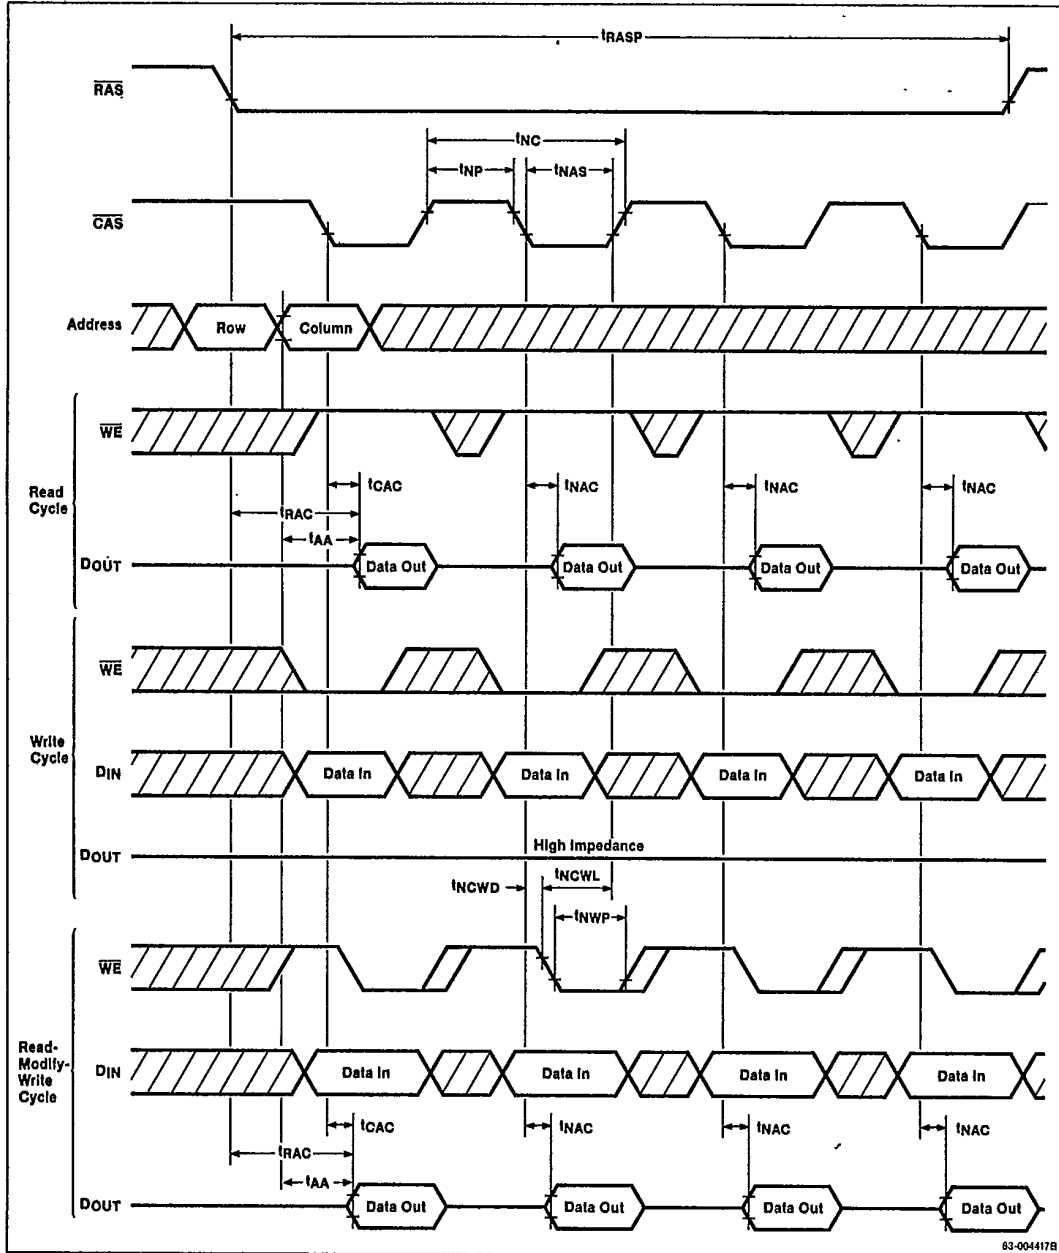 tRASP
RAS
tNC
tNP
tNAS
CAS
Address
Row
Column
WE
Read
Cycle
tCAC
tNAC
tNAC
tNAC
tRAC
tAA
DOUT
Data Out
Data Out
Data Out
Data Out
WE
Write
Cycle
DIN
Data In
Data In
Data In
Data In
DOUT
High Impedance
tNCWD
tNCWL
tNWP
WE
Read-
Modify-
Write
Cycle
DIN
Data In
Data In
Data In
Data In
tCAC
tNAC
tNAC
tNAC
tRAC
tAA
DOUT
Data Out
Data Out
Data Out
Data Out
83-004417B